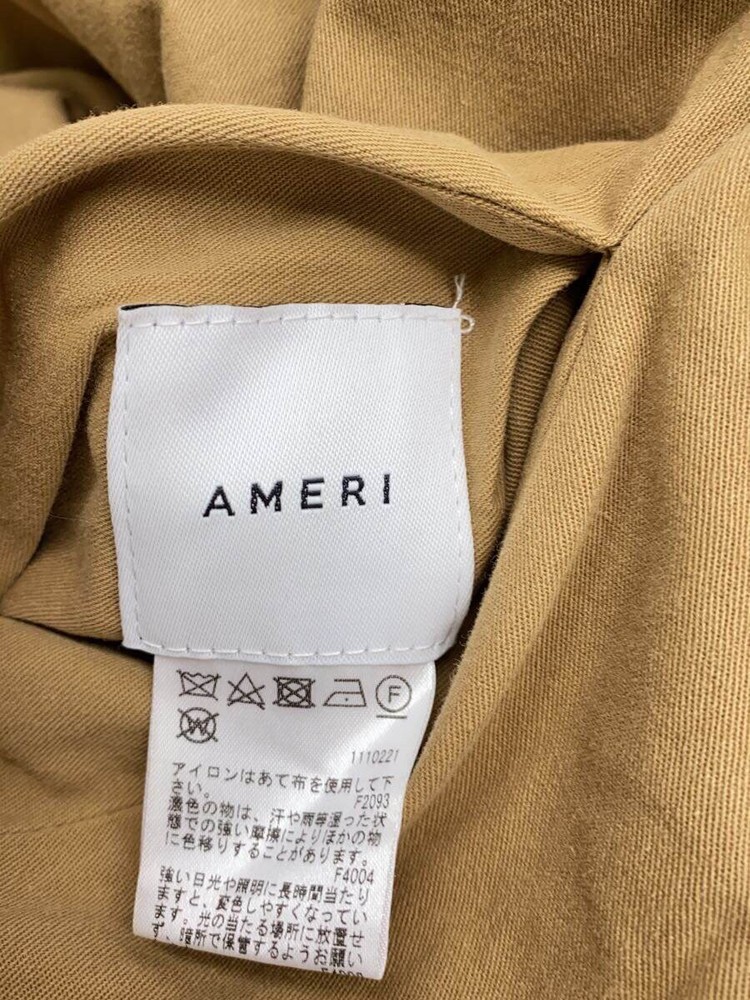 AMERI
F
W
1110221
アイロンはあて布を使用して下
さい。
F2093
濃色の物は、汗や雨等湿った状
態での強い摩擦によりほかの物
に色移りすることがあります。
F4004
強い日光や照明に長時間当たり
ますと、変色しやすくなってい
ます。光の当たる場所に放置せ
ず、暗所で保管するようお願い